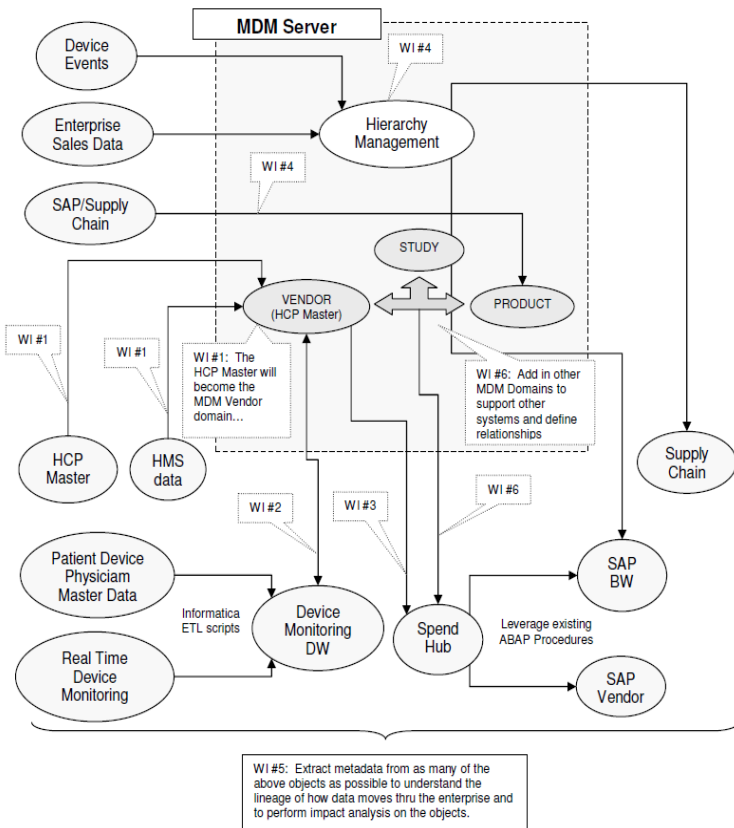 MDM Server
WI #4
Device
Events
Enterprise
Sales Data
Hierarchy
Management
WI #4
SAP/Supply
Chain
STUDY
VENDOR
(HCP Master)
PRODUCT
WI #1
WI #1
WI #1: The
HCP Master will
become the
MDM Vendor
domain…
WI #6: Add in other
MDM Domains to
support other
systems and define
relationships
HCP
Master
HMS
data
Supply
Chain
WI #2
WI #3
WI #6
Patient Device
Physiciam
Master Data
Informatica
ETL scripts
Device
Monitoring
DW
Spend
Hub
Leverage existing
ABAP Procedures
SAP
BW
Real Time
Device
Monitoring
SAP
Vendor
WI #5: Extract metadata from as many of the
above objects as possible to understand the
lineage of how data moves thru the enterprise and
to perform impact analysis on the objects.